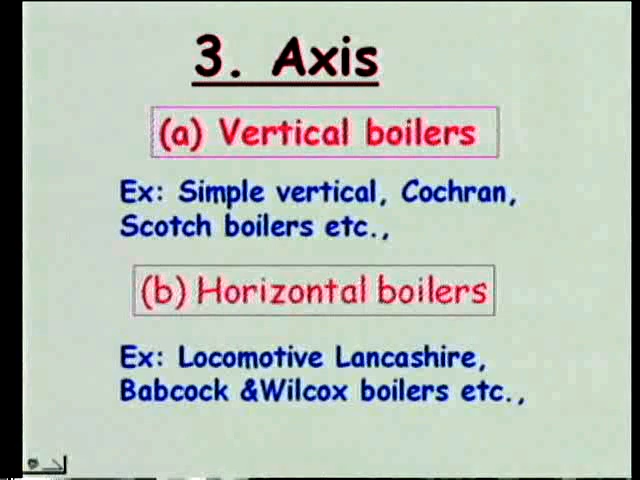 3. Axis
(a) Vertical boilers
Ex: Simple vertical, Cochran,
Scotch boilers etc.,
(b) Horizontal boilers
Ex: Locomotive Lancashire,
Babcock &Wilcox boilers etc.,